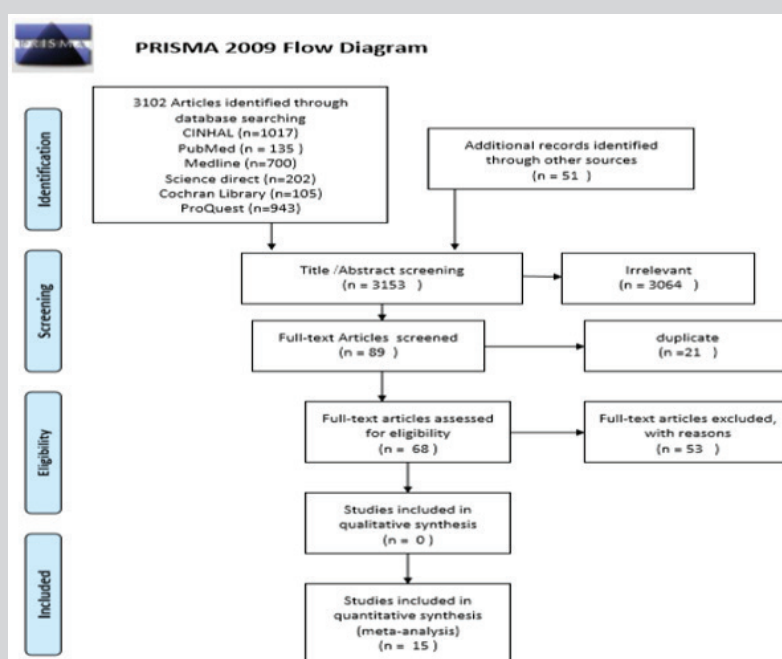 PRISMA
PRISMA 2009 Flow Diagram
Identification
3102 Articles identified through
database searching
CINHAL (n=1017)
PubMed (n = 135 )
Medline (n=700)
Science direct (n=202)
Cochran Library (n=105)
ProQuest (n=943)
Additional records identified
through other sources
(n = 51 )
Screening
Title /Abstract screening
(n = 3153 )
Irrelevant
(n = 3064 )
Full-text Articles screened
(n = 89 )
duplicate
(n =21 )
Eligibility
Full-text articles assessed
for eligibility
(n = 68 )
Full-text articles excluded,
with reasons
(n = 53 )
Studies included in
qualitative synthesis
(n = 0 )
Included
Studies included in
quantitative synthesis
(meta-analysis)
(n = 15 )